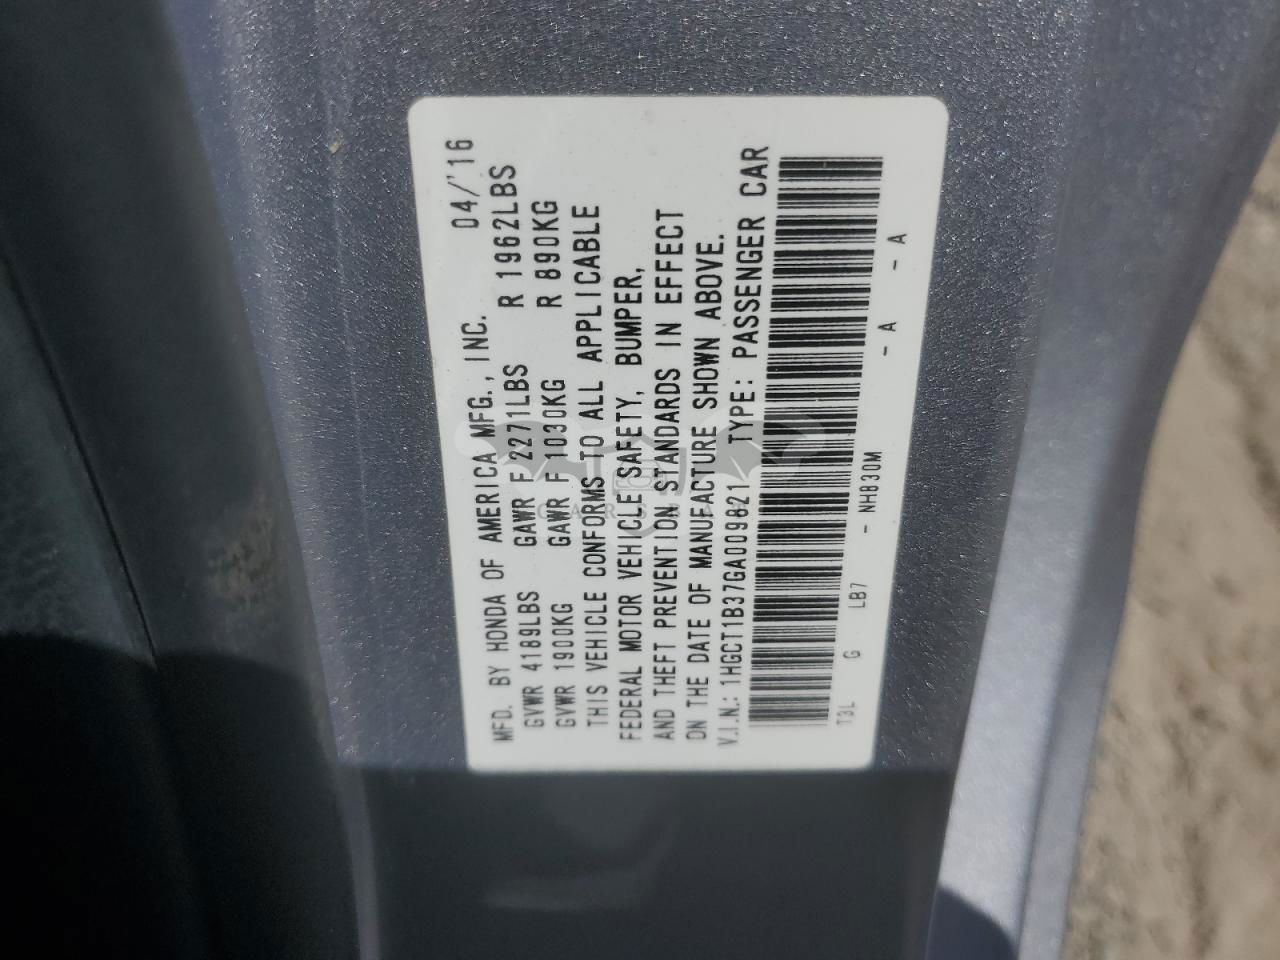 MFD. BY HONDA OF AMERICA MFG., INC. 04/'16
GVWR 4189LBS GAWR F 2271LBS R 1962LBS
GVWR 1900KG GAWR F 1030KG R 890KG
THIS VEHICLE CONFORMS TO ALL APPLICABLE
FEDERAL MOTOR VEHICLE SAFETY, BUMPER,
AND THEFT PREVENTION STANDARDS IN EFFECT
ON THE DATE OF MANUFACTURE SHOWN ABOVE.
V.I.N.: 1HGCT1B37GA009821 TYPE: PASSENGER CAR
T3L G LB7 - NH830M - A - A